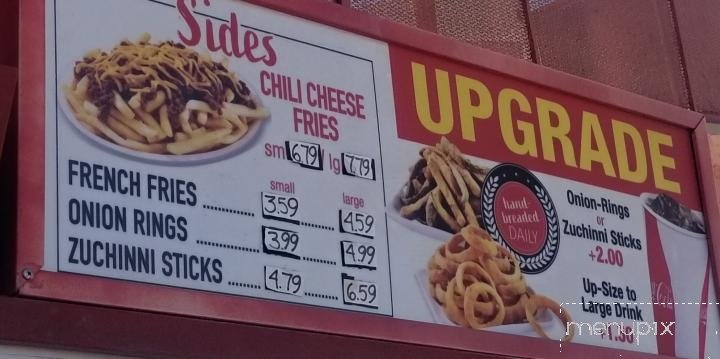 Sides
CHILI CHEESE
FRIES
sm 6.79 / lg 7.79
small large
FRENCH FRIES ............ 3.59 ........ 4.59
ONION RINGS ............ 3.99 ........ 4.99
ZUCHINNI STICKS ........ 4.79 ........ 6.59
UPGRADE
hand-
breaded
DAILY
Onion-Rings
or
Zuchinni Sticks
+2.00
Up-Size to
Large Drink
menupix